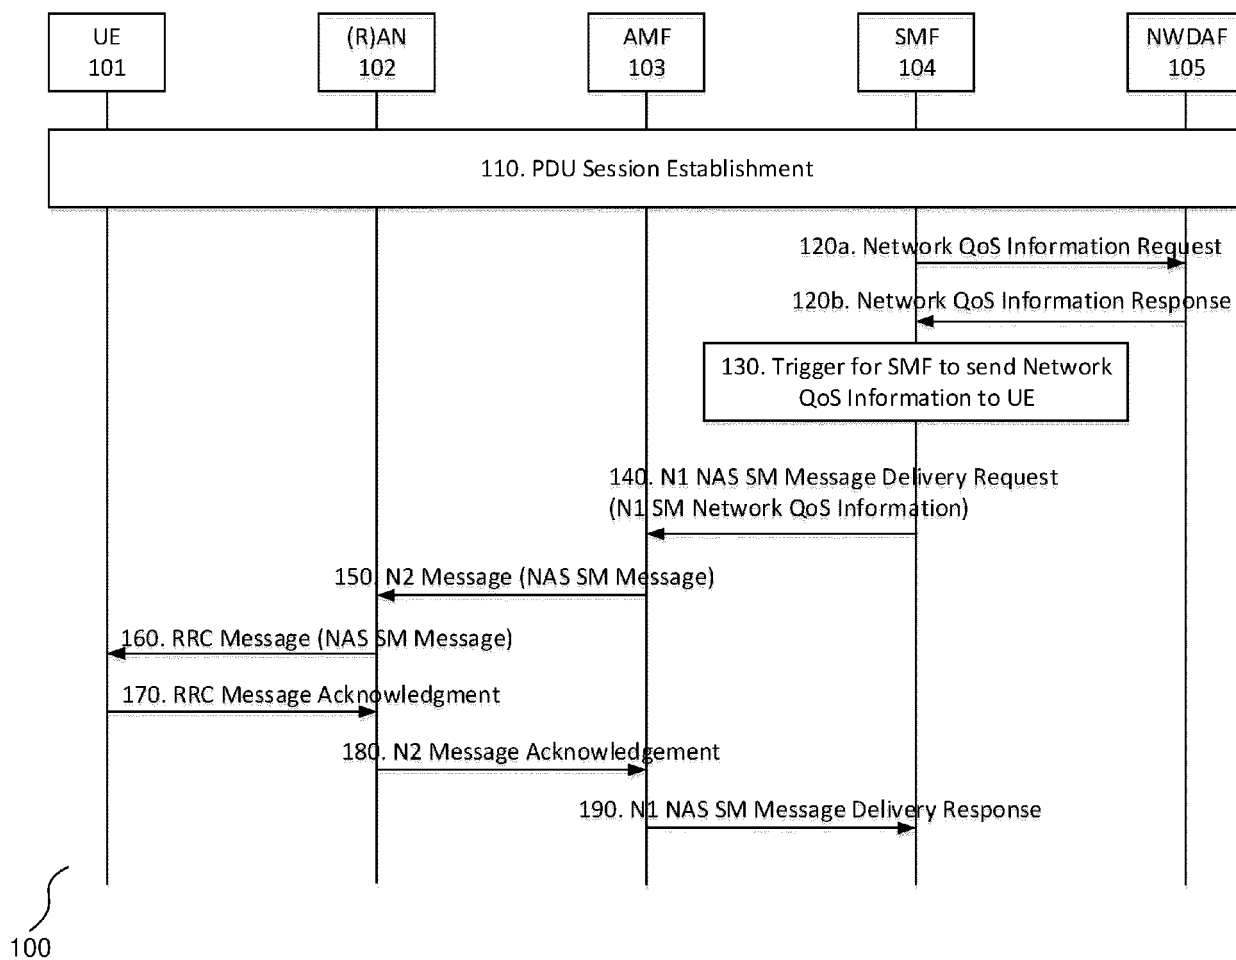 UE
101
(R)AN
102
AMF
103
SMF
104
NWDAF
105
110. PDU Session Establishment
120a. Network QoS Information Request
120b. Network QoS Information Response
130. Trigger for SMF to send Network
QoS Information to UE
140. N1 NAS SM Message Delivery Request
(N1 SM Network QoS Information)
150. N2 Message (NAS SM Message)
160. RRC Message (NAS SM Message)
170. RRC Message Acknowledgment
180. N2 Message Acknowledgement
190. N1 NAS SM Message Delivery Response
100